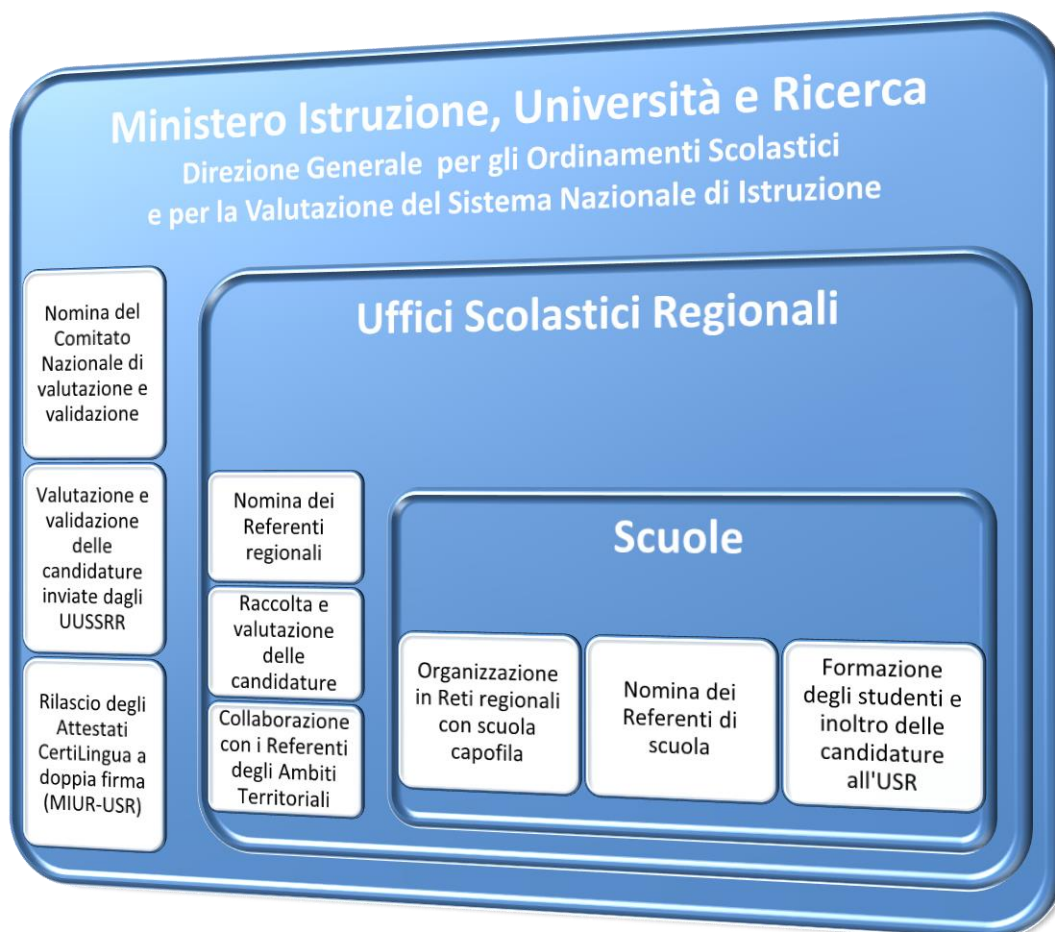 Ministero Istruzione, Università e Ricerca
Direzione Generale per gli Ordinamenti Scolastici
e per la Valutazione del Sistema Nazionale di Istruzione
Nomina del
Comitato
Nazionale di
valutazione e
validazione
Valutazione e
validazione
delle
candidature
inviate dagli
UUSSRR
Rilascio degli
Attestati
CertiLingua a
doppia firma
(MIUR-USR)
Uffici Scolastici Regionali
Nomina dei
Referenti
regionali
Raccolta e
valutazione
delle
candidature
Collaborazione
con i Referenti
degli Ambiti
Territoriali
Scuole
Organizzazione
in Reti regionali
con scuola
capofila
Nomina dei
Referenti di
scuola
Formazione
degli studenti e
inoltro delle
candidature
all'USR